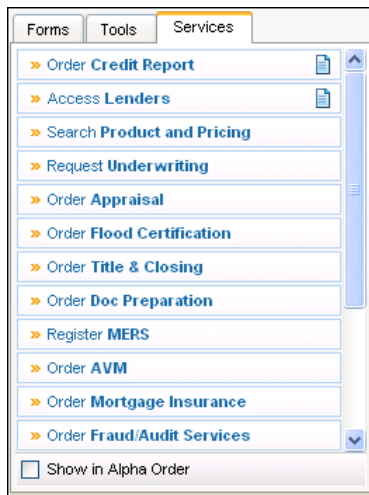 Forms Tools Services
» Order Credit Report
» Access Lenders
» Search Product and Pricing
» Request Underwriting
» Order Appraisal
» Order Flood Certification
» Order Title & Closing
» Order Doc Preparation
» Register MERS
» Order AVM
» Order Mortgage Insurance
» Order Fraud/Audit Services
Show in Alpha Order